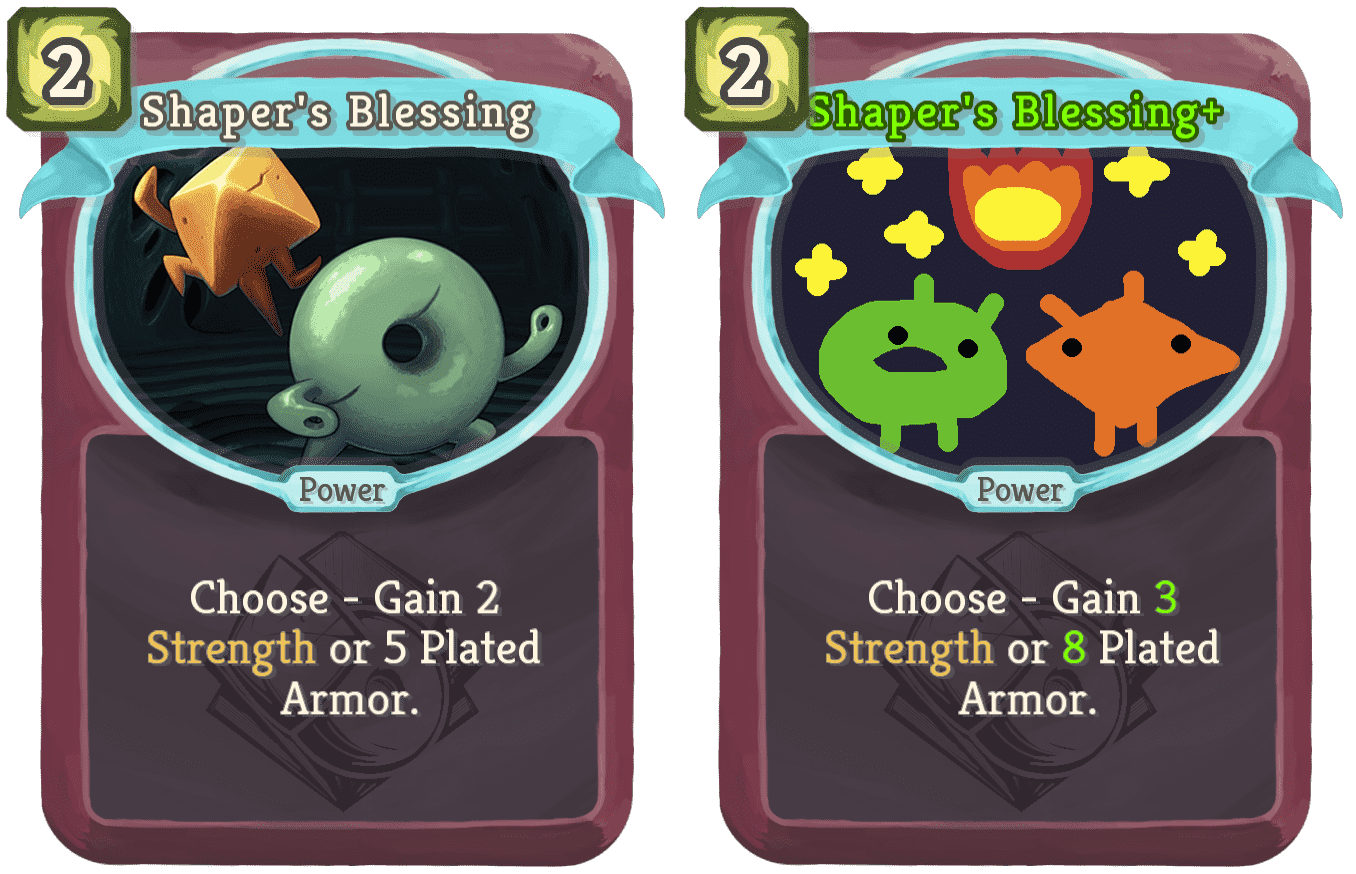 2
Shaper's Blessing
Power
Choose - Gain 2
Strength or 5 Plated
Armor.
2
Shaper's Blessing+
Power
Choose - Gain 3
Strength or 8 Plated
Armor.